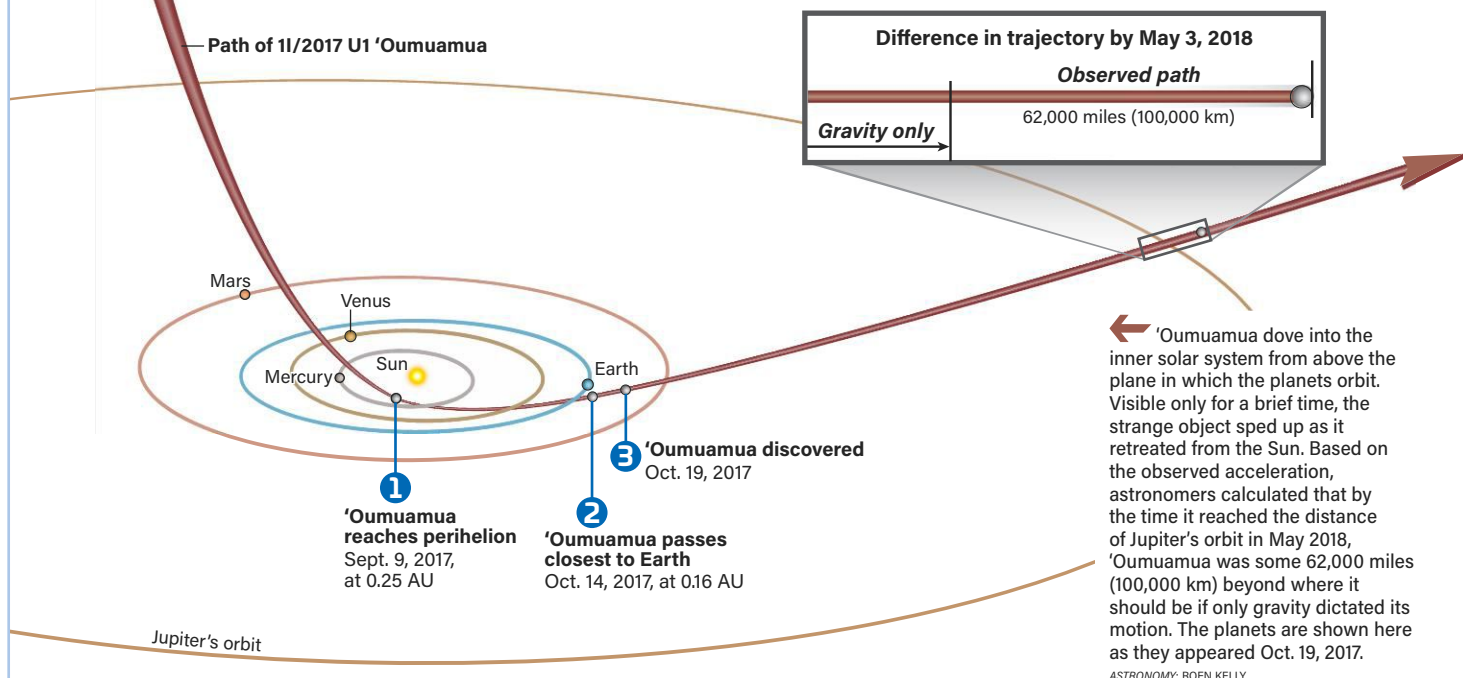 Path of 1I/2017 U1 ‘Oumuamua
Difference in trajectory by May 3, 2018
Observed path
62,000 miles (100,000 km)
Gravity only
Mars
Venus
Sun
Mercury
Earth
3 ‘Oumuamua discovered
Oct. 19, 2017
1
‘Oumuamua
reaches perihelion
Sept. 9, 2017,
at 0.25 AU
2
‘Oumuamua passes
closest to Earth
Oct. 14, 2017, at 0.16 AU
Jupiter’s orbit
‘Oumuamua dove into the
inner solar system from above the
plane in which the planets orbit.
Visible only for a brief time, the
strange object sped up as it
retreated from the Sun. Based on
the observed acceleration,
astronomers calculated that by
the time it reached the distance
of Jupiter’s orbit in May 2018,
‘Oumuamua was some 62,000 miles
(100,000 km) beyond where it
should be if only gravity dictated its
motion. The planets are shown here
as they appeared Oct. 19, 2017.
ASTRONOMY: ROEN KELLY